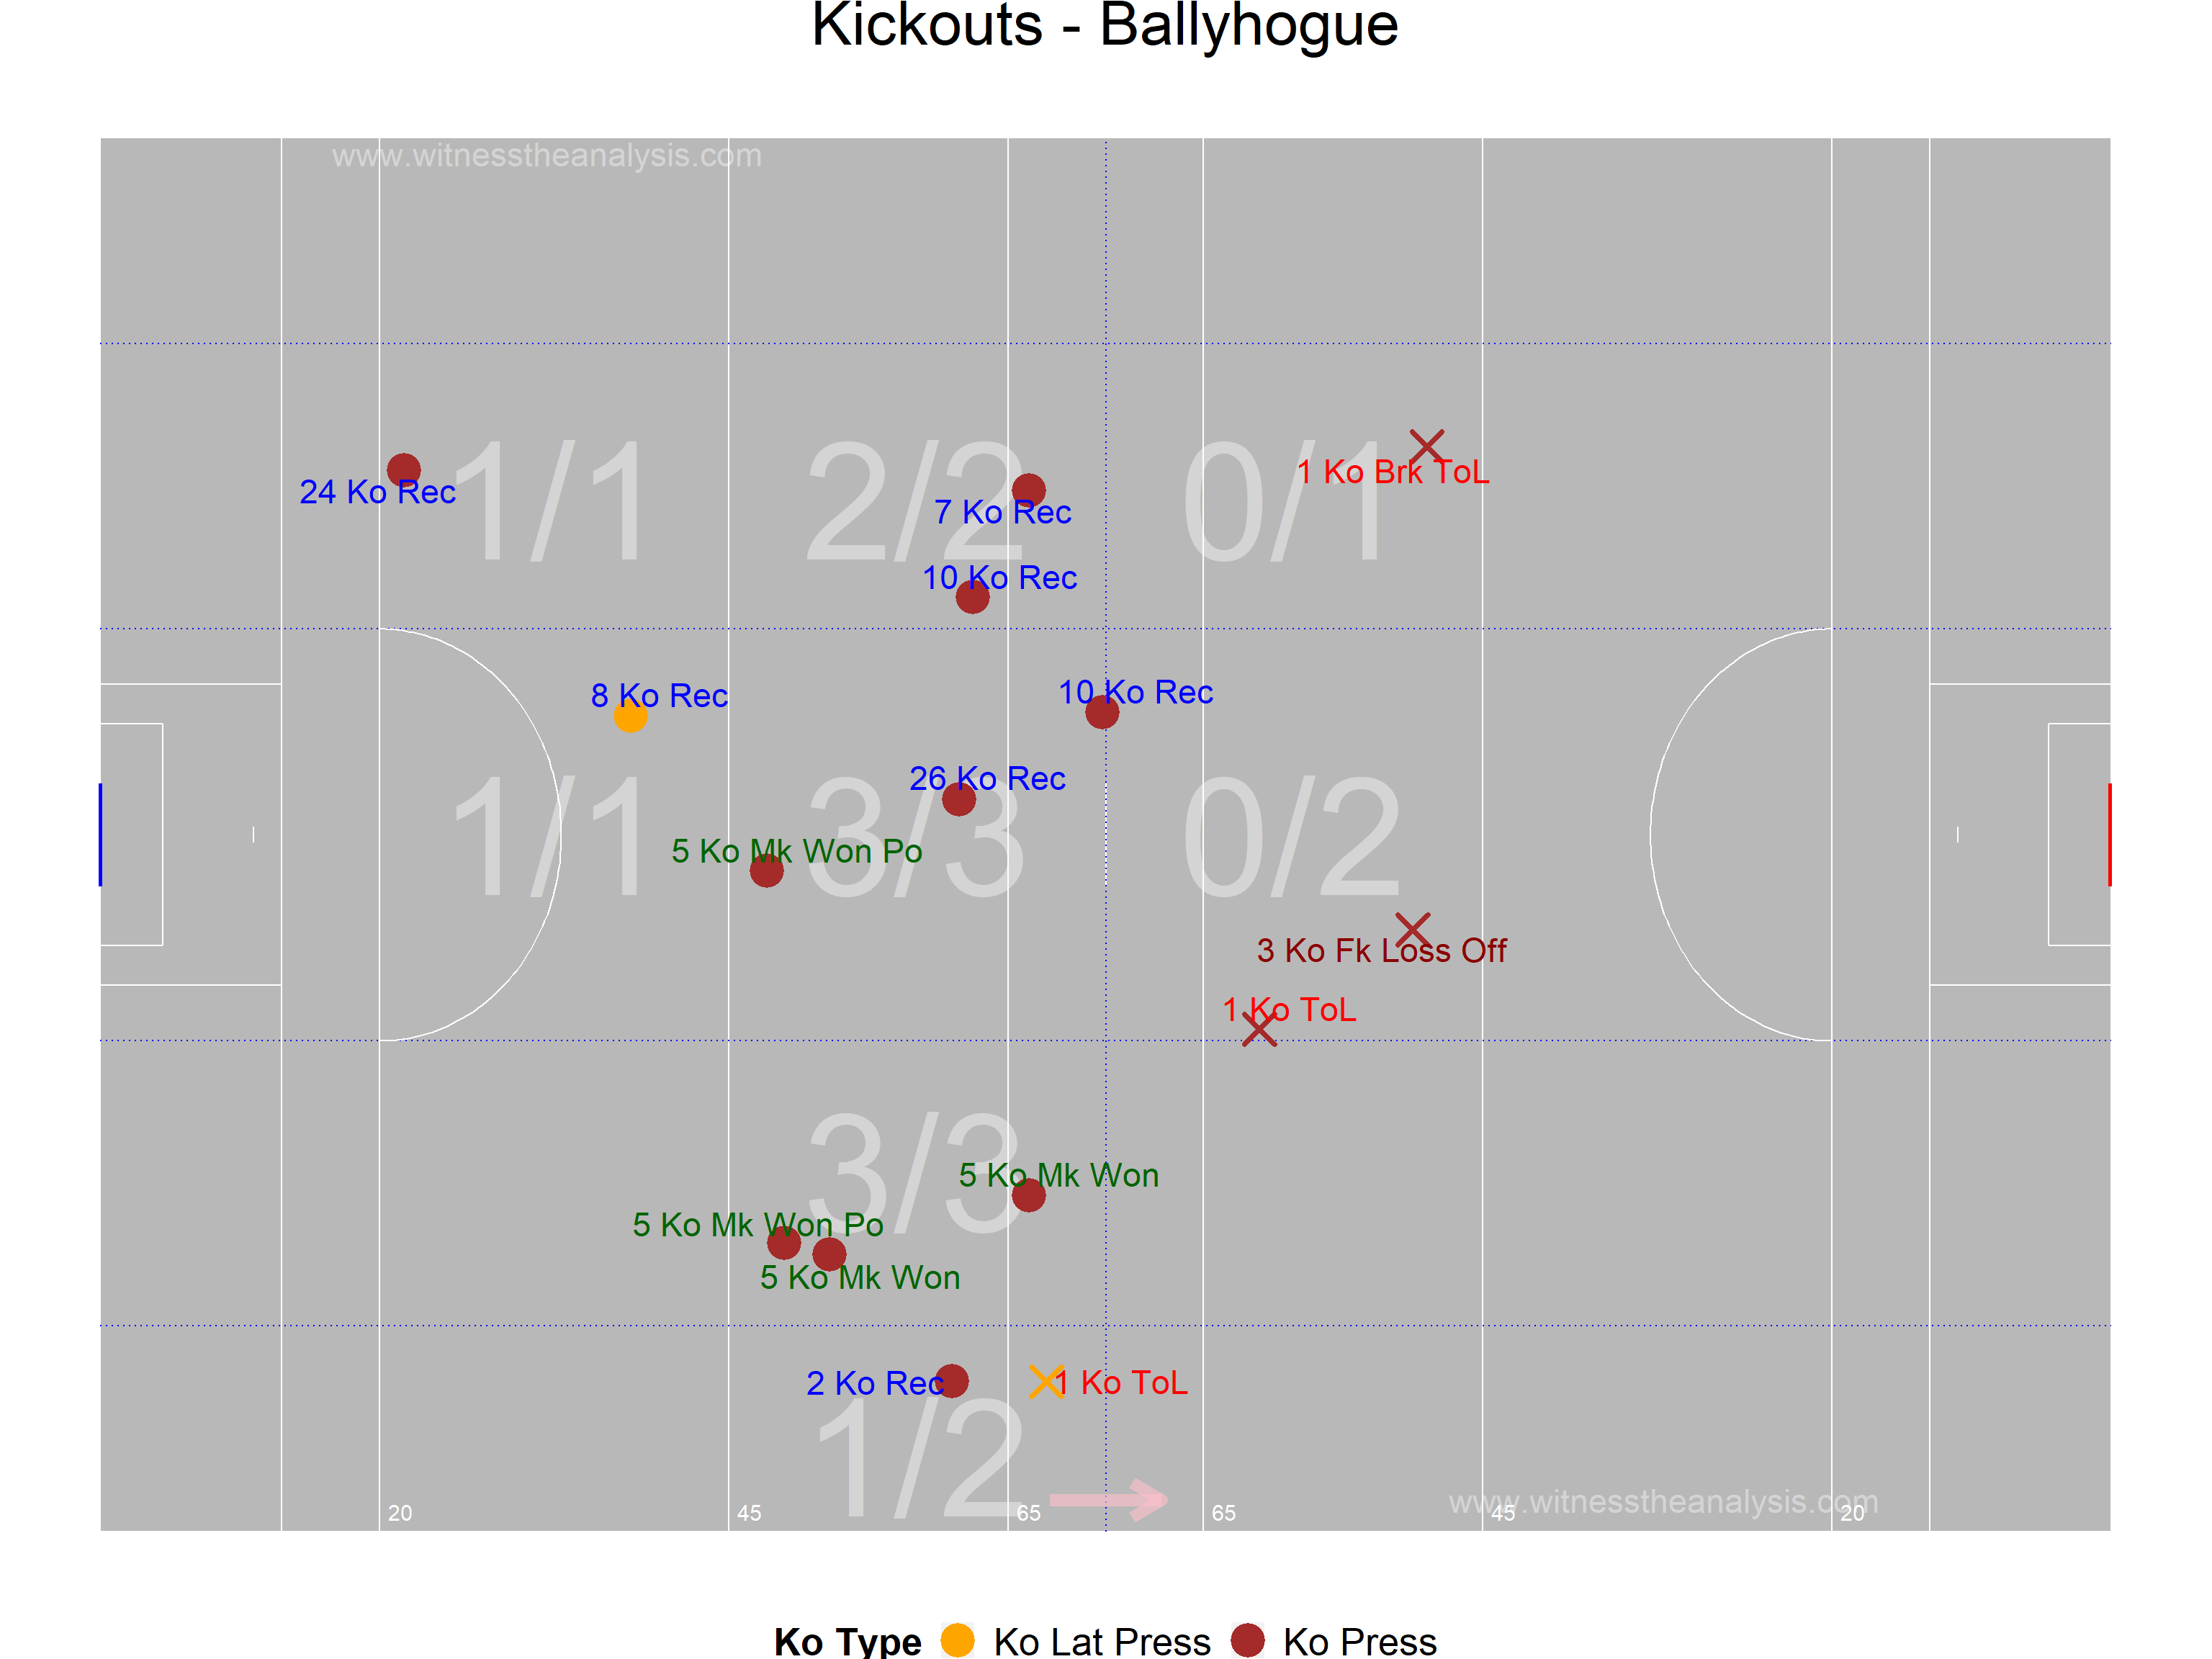 Kickouts - Ballyhogue
www.witnesstheanalysis.com
1/1 2/2 0/1
1 Ko Brk ToL
24 Ko Rec
7 Ko Rec
10 Ko Rec
8 Ko Rec
10 Ko Rec
26 Ko Rec
1/1 3/3 0/2
5 Ko Mk Won Po
3 Ko Fk Loss Off
1 Ko ToL
3/3
5 Ko Mk Won
5 Ko Mk Won Po
5 Ko Mk Won
2 Ko Rec
1 Ko ToL
1/2
www.witnesstheanalysis.com
20 45 65 65 45 20
Ko Type Ko Lat Press Ko Press